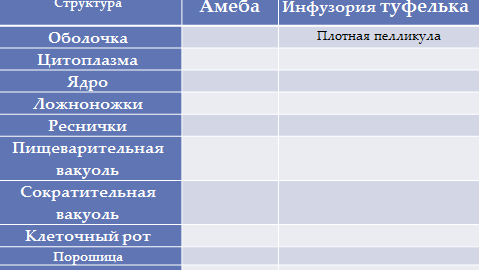 Структура Амеба Инфузория туфелька
Оболочка Плотная пелликула
Цитоплазма
Ядро
Ложноножки
Реснички
Пищеварительная
вакуоль
Сократительная
вакуоль
Клеточный рот
Порошица